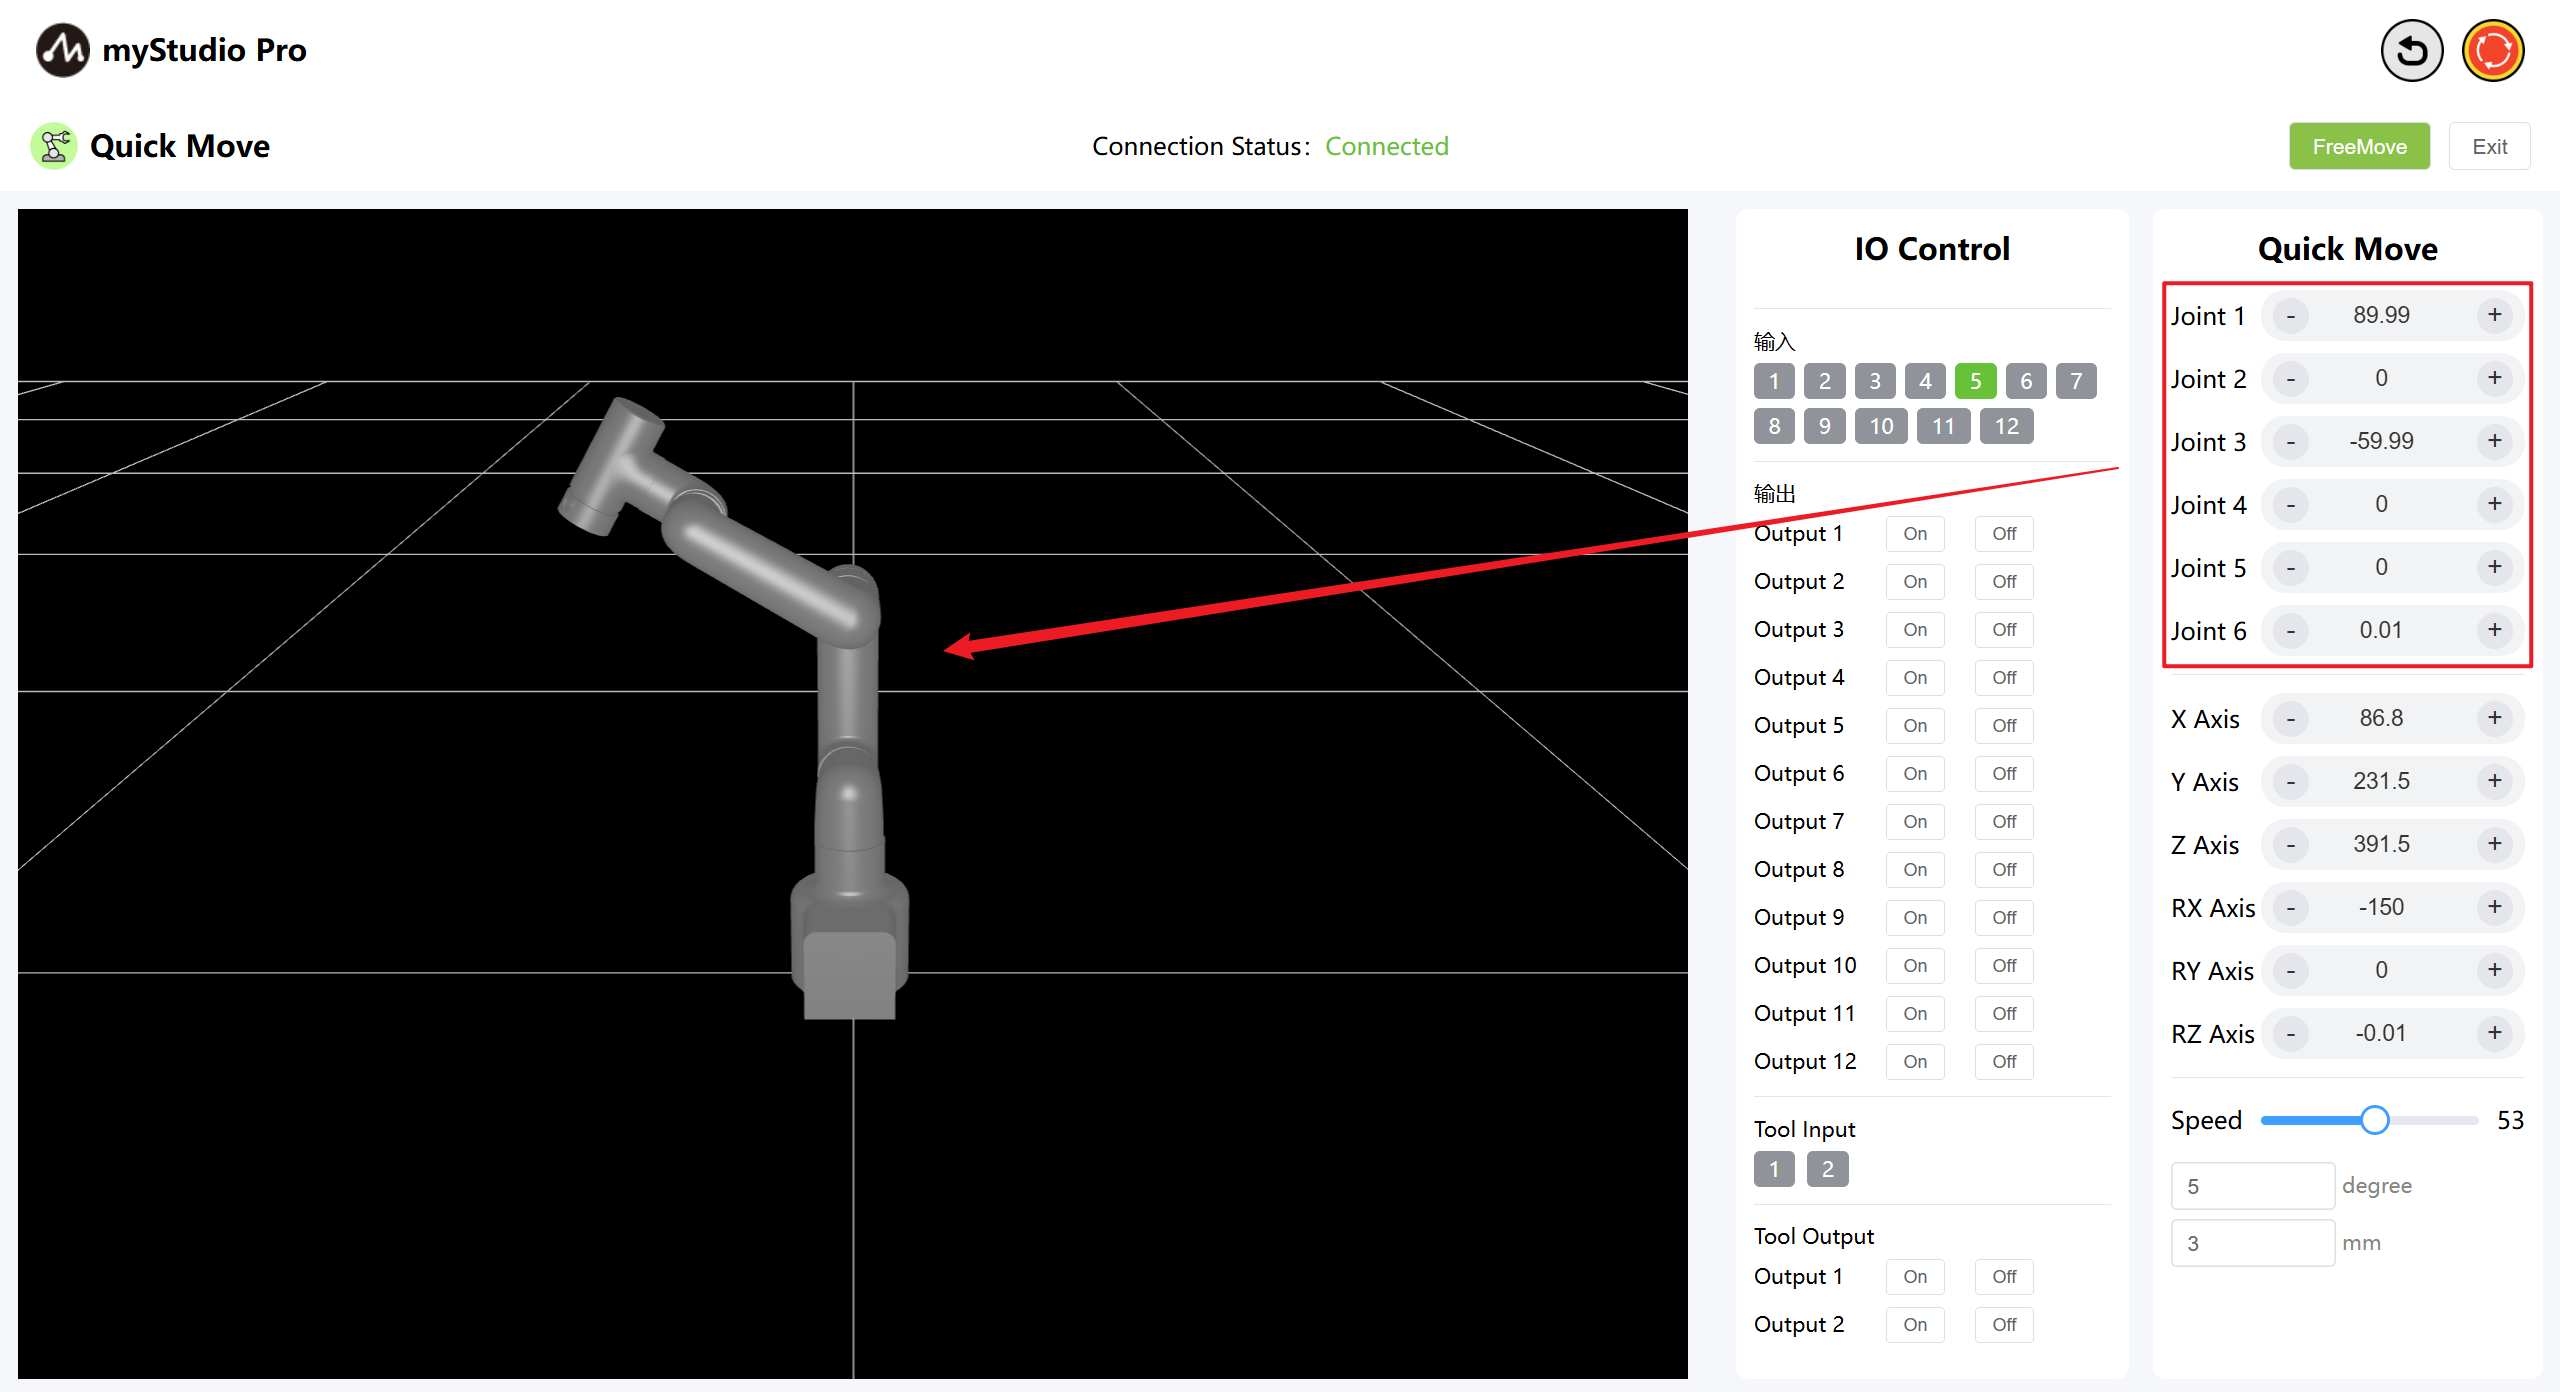 myStudio Pro
Quick Move
Connection Status: Connected
FreeMove
Exit
IO Control
输入
1 2 3 4 5 6 7
8 9 10 11 12
输出
Output 1 On Off
Output 2 On Off
Output 3 On Off
Output 4 On Off
Output 5 On Off
Output 6 On Off
Output 7 On Off
Output 8 On Off
Output 9 On Off
Output 10 On Off
Output 11 On Off
Output 12 On Off
Tool Input
1 2
Tool Output
Output 1 On Off
Output 2 On Off
Quick Move
Joint 1 - 89.99 +
Joint 2 - 0 +
Joint 3 - -59.99 +
Joint 4 - 0 +
Joint 5 - 0 +
Joint 6 - 0.01 +
X Axis - 86.8 +
Y Axis - 231.5 +
Z Axis - 391.5 +
RX Axis - -150 +
RY Axis - 0 +
RZ Axis - -0.01 +
Speed 53
5 degree
3 mm